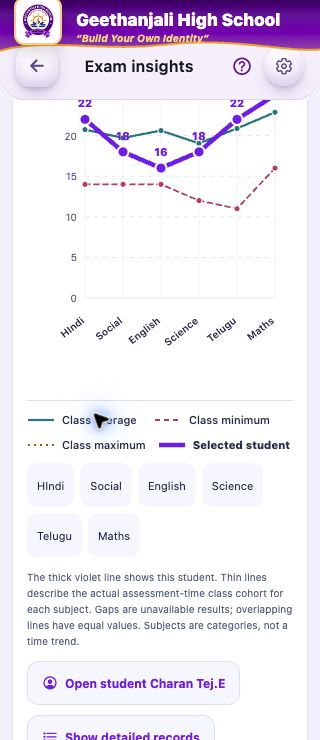 Geethanjali High School
“Build Your Own Identity”
Exam insights
22
18
16
18
22
20
15
10
5
0
HIndi
Social
English
Science
Telugu
Maths
Class average
Class minimum
Class maximum
Selected student
HIndi
Social
English
Science
Telugu
Maths
The thick violet line shows this student. Thin lines
describe the actual assessment-time class cohort for
each subject. Gaps are unavailable results; overlapping
lines have equal values. Subjects are categories, not a
time trend.
Open student Charan Tej.E
Show detailed records